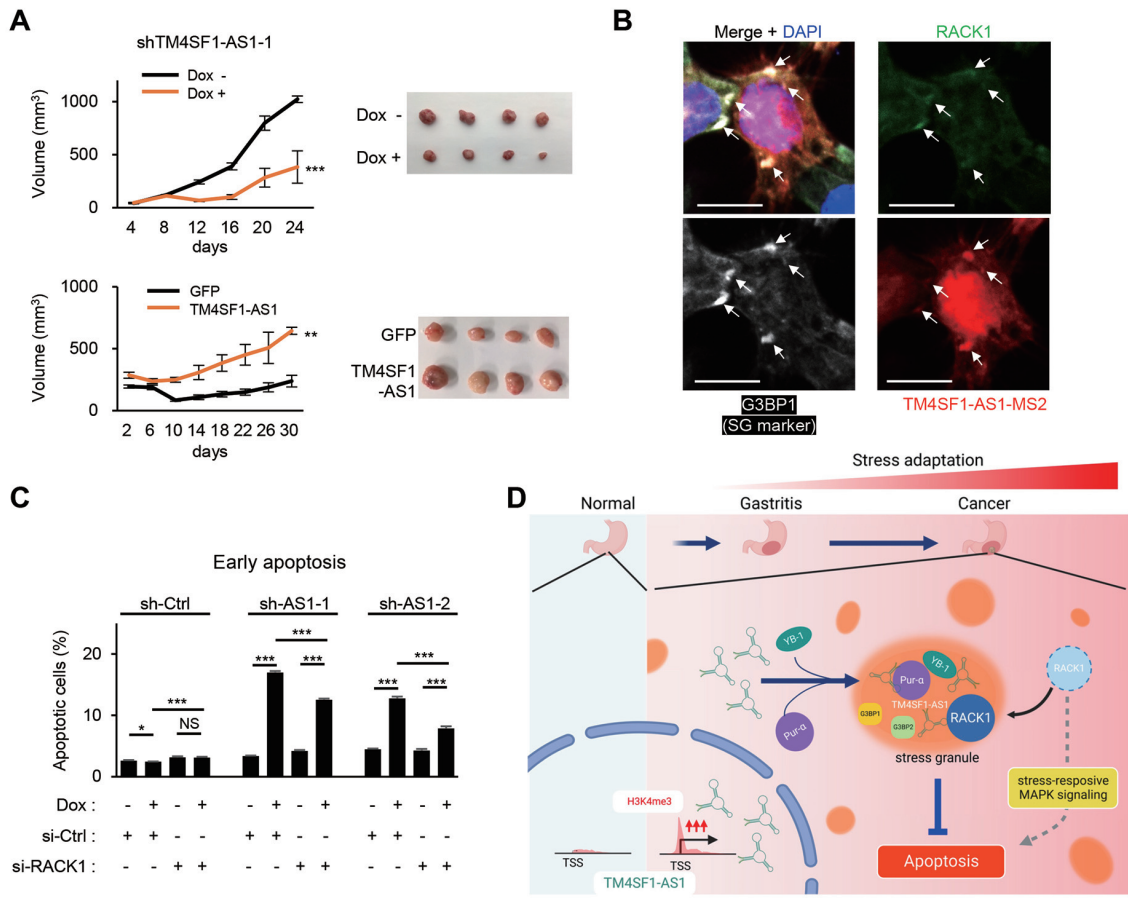 A
shTM4SF1-AS1-1
Dox -
Dox +
Volume (mm³)
1000
500
0
***
4 8 12 16 20 24
days
Dox -
Dox +
GFP
TM4SF1-AS1
Volume (mm³)
1000
500
0
**
2 6 10 14 18 22 26 30
days
GFP
TM4SF1
-AS1
B
Merge + DAPI
RACK1
G3BP1
(SG marker)
TM4SF1-AS1-MS2
C
Early apoptosis
sh-Ctrl
sh-AS1-1
sh-AS1-2
Apoptotic cells (%)
20
10
0
*** *** ***
* NS *** *** *** ***
Dox : - + - + - + - + - + - +
si-Ctrl : + + - - + + - - + + - -
si-RACK1 : - - + + - - + + - - + +
D
Stress adaptation
Normal
Gastritis
Cancer
YB-1
Pur-α
Pur-α
YB-1
TM4SF1-AS1
G3BP1
G3BP2
RACK1
stress granule
RACK1
stress-resposive
MAPK signaling
Apoptosis
H3K4me3
TSS
TSS
TM4SF1-AS1